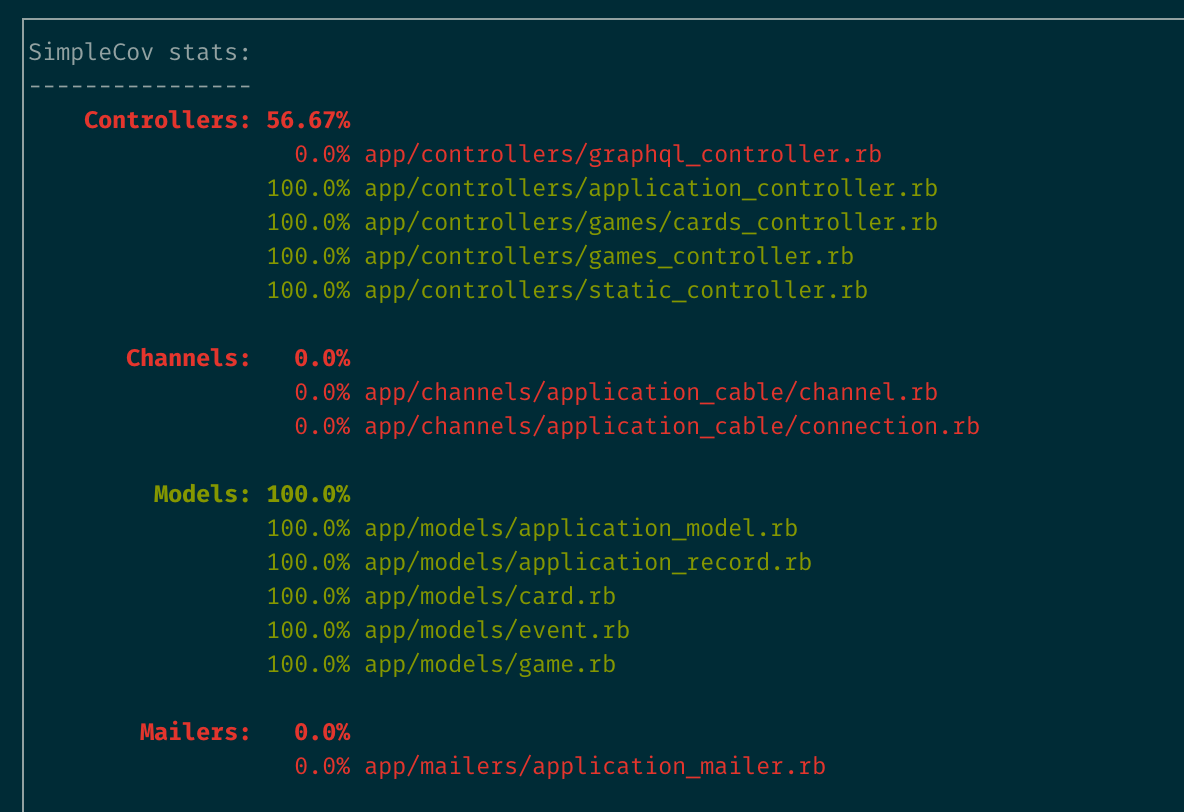 SimpleCov stats:
----------------
Controllers: 56.67%
0.0% app/controllers/graphql_controller.rb
100.0% app/controllers/application_controller.rb
100.0% app/controllers/games/cards_controller.rb
100.0% app/controllers/games_controller.rb
100.0% app/controllers/static_controller.rb
Channels: 0.0%
0.0% app/channels/application_cable/channel.rb
0.0% app/channels/application_cable/connection.rb
Models: 100.0%
100.0% app/models/application_model.rb
100.0% app/models/application_record.rb
100.0% app/models/card.rb
100.0% app/models/event.rb
100.0% app/models/game.rb
Mailers: 0.0%
0.0% app/mailers/application_mailer.rb